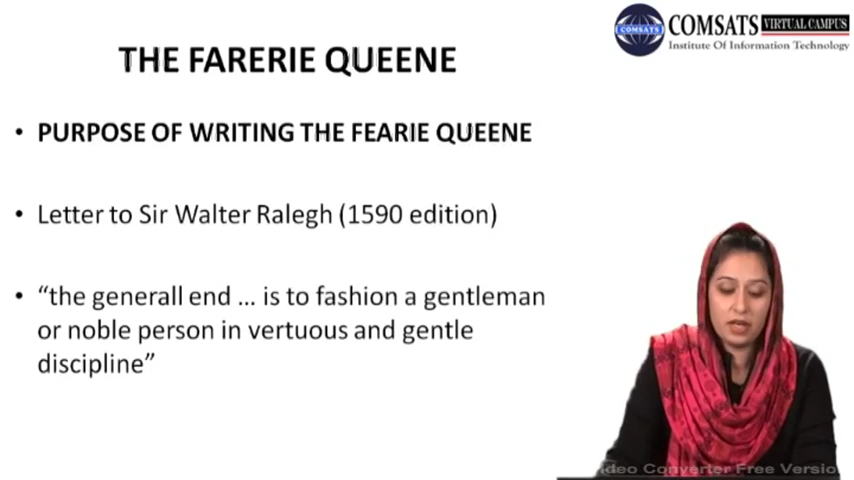 COMSATS VIRTUAL CAMPUS
Institute Of Information Technology
COMSATS
THE FARERIE QUEENE
• PURPOSE OF WRITING THE FEARIE QUEENE
• Letter to Sir Walter Ralegh (1590 edition)
• “the generall end ... is to fashion a gentleman
or noble person in vertuous and gentle
discipline”
ideo Converter Free Versio